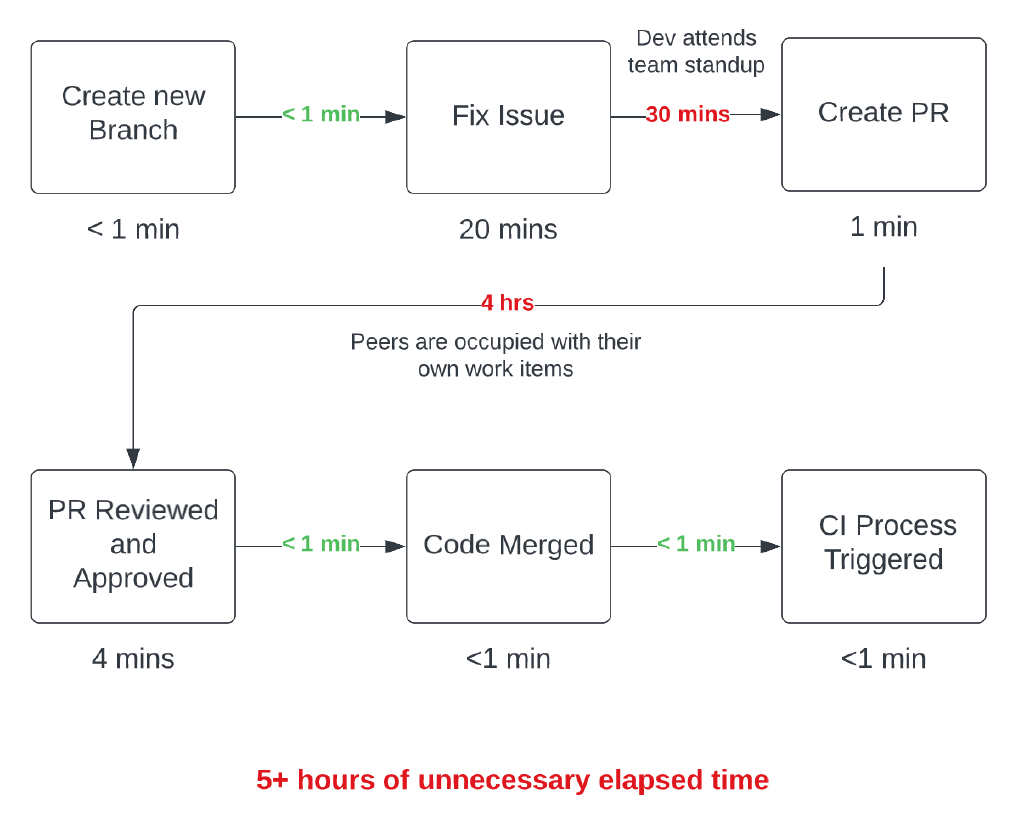 Create new
Branch
< 1 min
Fix Issue
Dev attends
team standup
30 mins
Create PR
< 1 min
20 mins
1 min
4 hrs
Peers are occupied with their
own work items
PR Reviewed
and
Approved
< 1 min
Code Merged
< 1 min
CI Process
Triggered
4 mins
<1 min
<1 min
5+ hours of unnecessary elapsed time